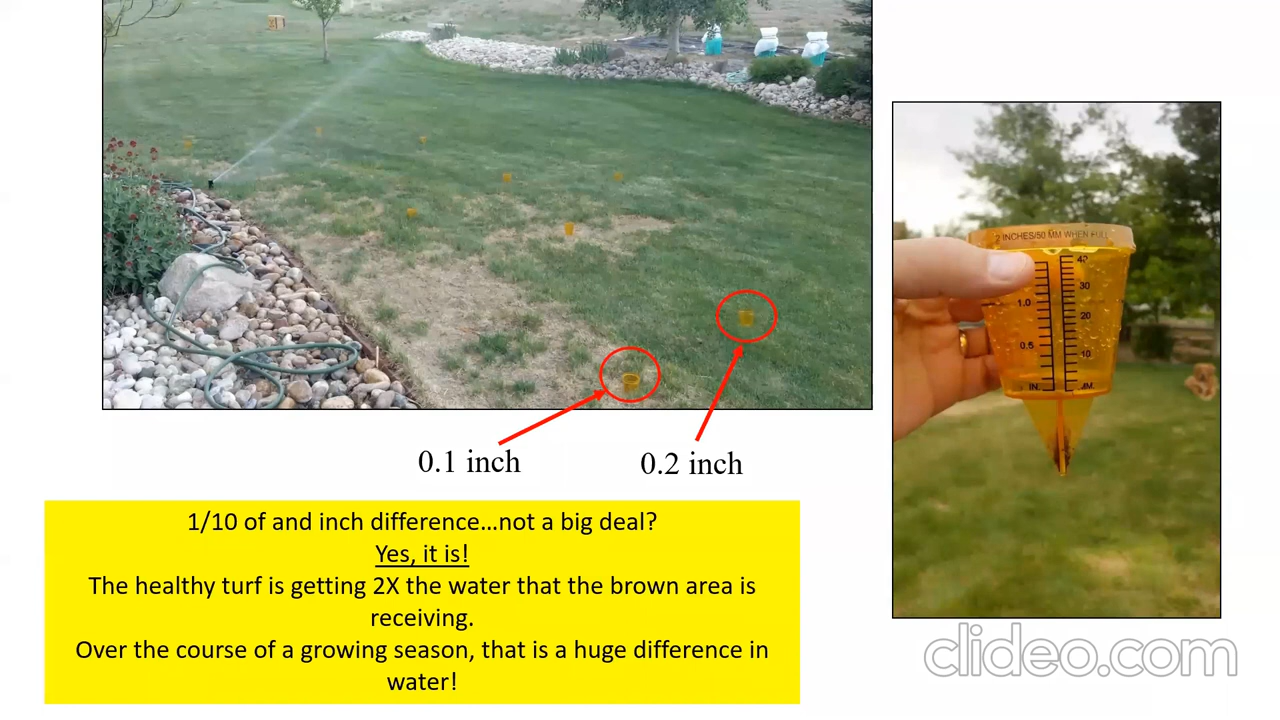 2 INCHES/50 MM WHEN FULL
40
30
1.0
20
0.5
10
IN.
MM.
0.1 inch
0.2 inch
1/10 of and inch difference...not a big deal?
Yes, it is!
The healthy turf is getting 2X the water that the brown area is
receiving.
Over the course of a growing season, that is a huge difference in
water!
clideo.com